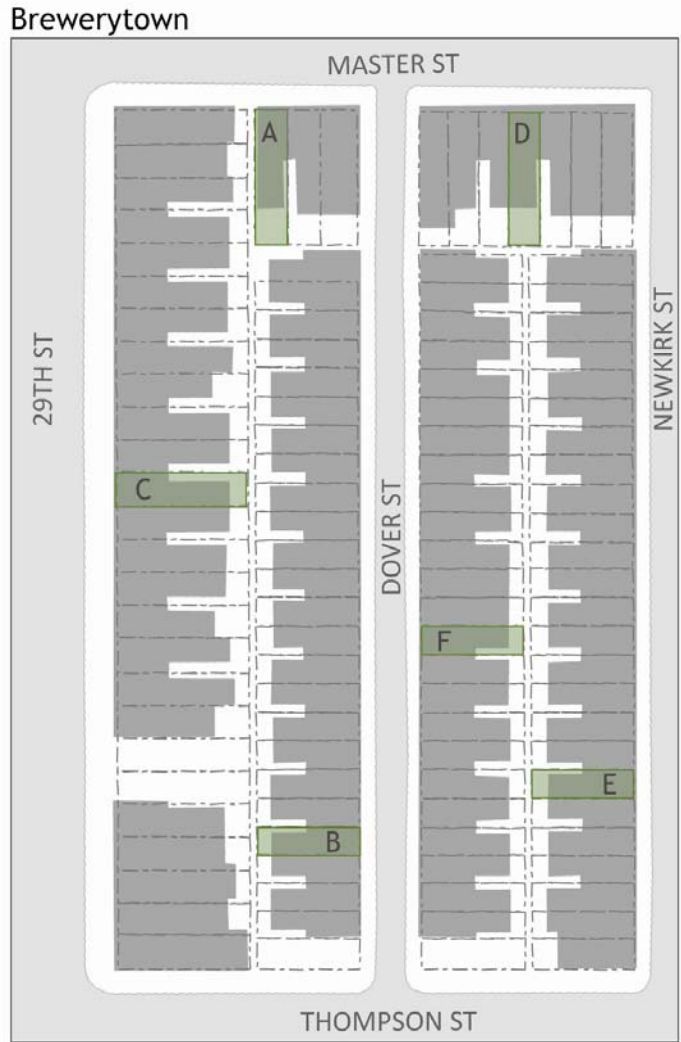 Brewerytown
MASTER ST
A
D
29TH ST
NEWKIRK ST
C
DOVER ST
F
E
B
THOMPSON ST